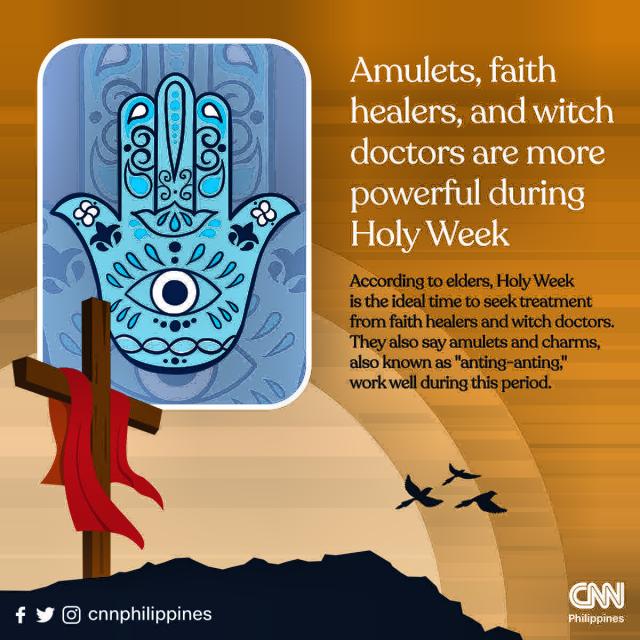 Amulets, faith
healers, and witch
doctors are more
powerful during
Holy Week
According to elders, Holy Week
is the ideal time to seek treatment
from faith healers and witch doctors.
They also say amulets and charms,
also known as "anting-anting,"
work well during this period.
cnnphilippines
CNN
Philippines